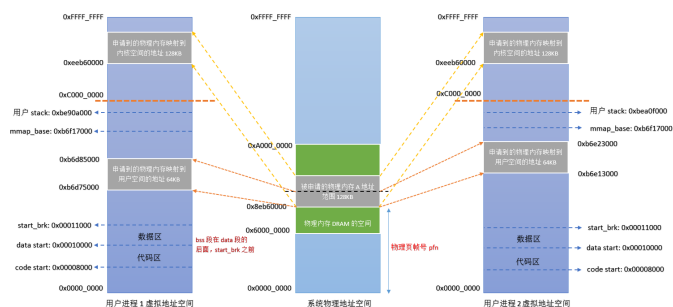 0xFFFF_FFFF
申请到的物理内存映射到
内核空间的地址 128KB
0xeeb60000
0xC000_0000
用户 stack: 0xbe90a000
mmap_base: 0xb6f17000
0xb6d85000
申请到的物理内存映射到
用户空间的地址 64KB
0xb6d75000
start_brk: 0x00011000
数据区
data start: 0x00010000
代码区
code start: 0x00008000
0x0000_0000
用户进程 1 虚拟地址空间
bss 段在 data 段的
后面，start_brk 之前
0xFFFF_FFFF
0xA000_0000
被申请的物理内存 A 地址
范围 128KB
0x8eb60000
物理内存 DRAM 的空间
0x6000_0000
物理页帧号 pfn
0x0000_0000
系统物理地址空间
0xFFFF_FFFF
申请到的物理内存映射到
内核空间的地址 128KB
0xeeb60000
0xC000_0000
用户 stack: 0xbea0f000
mmap_base: 0xb6f17000
0xb6e23000
申请到的物理内存映射到
用户空间的地址 64KB
0xb6e13000
start_brk: 0x00011000
数据区
data start: 0x00010000
代码区
code start: 0x00008000
0x0000_0000
用户进程 2 虚拟地址空间